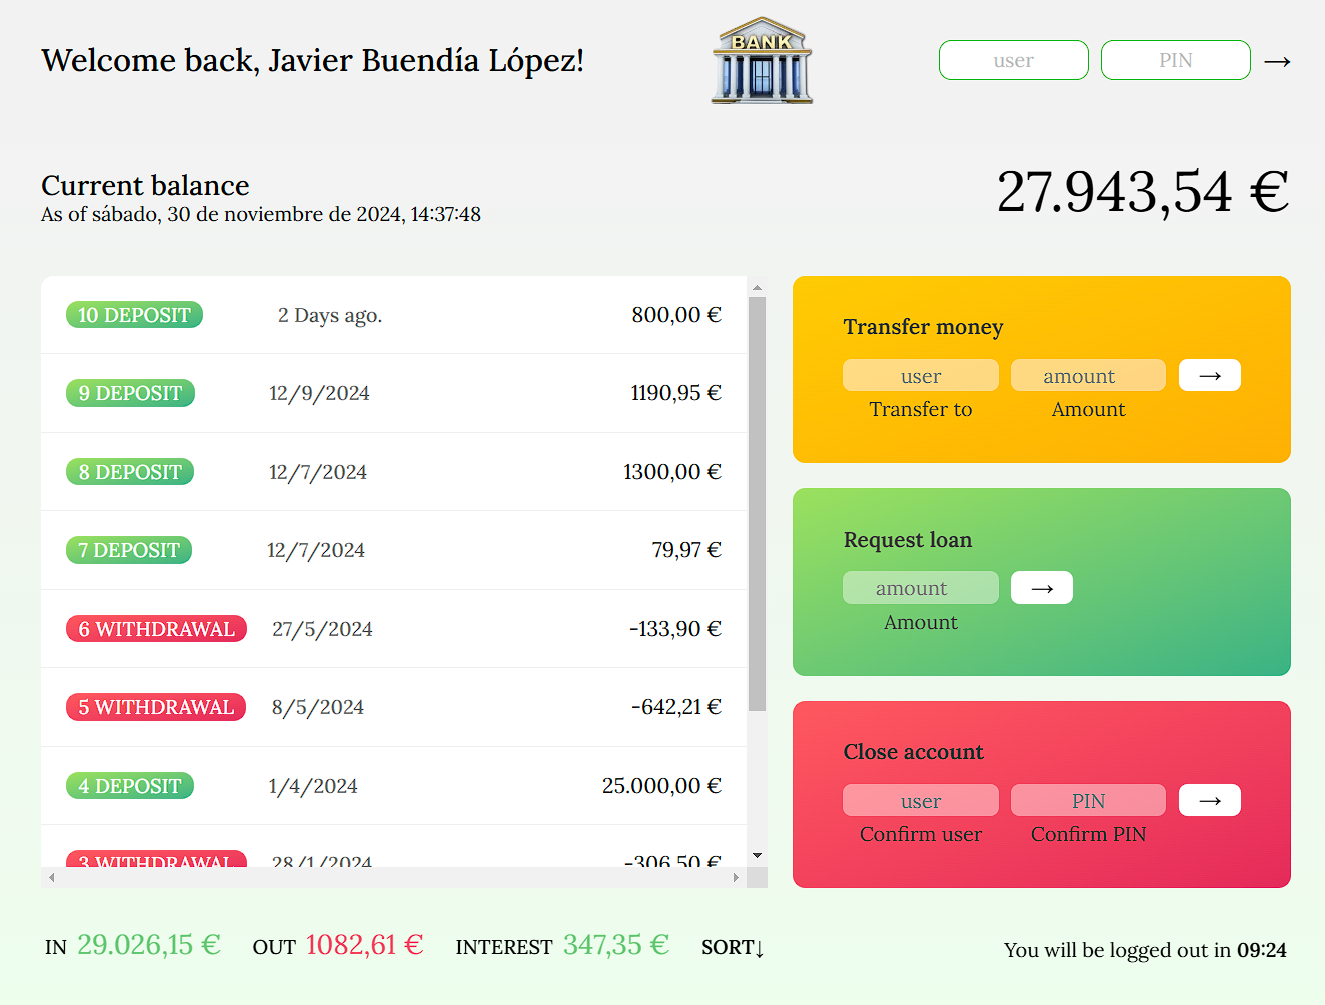 Welcome back, Javier Buendía López!
BANK
user
PIN
→
Current balance
As of sábado, 30 de noviembre de 2024, 14:37:48
27.943,54 €
10 DEPOSIT 2 Days ago. 800,00 €
9 DEPOSIT 12/9/2024 1190,95 €
8 DEPOSIT 12/7/2024 1300,00 €
7 DEPOSIT 12/7/2024 79,97 €
6 WITHDRAWAL 27/5/2024 -133,90 €
5 WITHDRAWAL 8/5/2024 -642,21 €
4 DEPOSIT 1/4/2024 25.000,00 €
3 WITHDRAWAL 28/1/2024 -306,50 €
Transfer money
user amount →
Transfer to Amount
Request loan
amount →
Amount
Close account
user PIN →
Confirm user Confirm PIN
IN 29.026,15 € OUT 1082,61 € INTEREST 347,35 € SORT↓
You will be logged out in 09:24